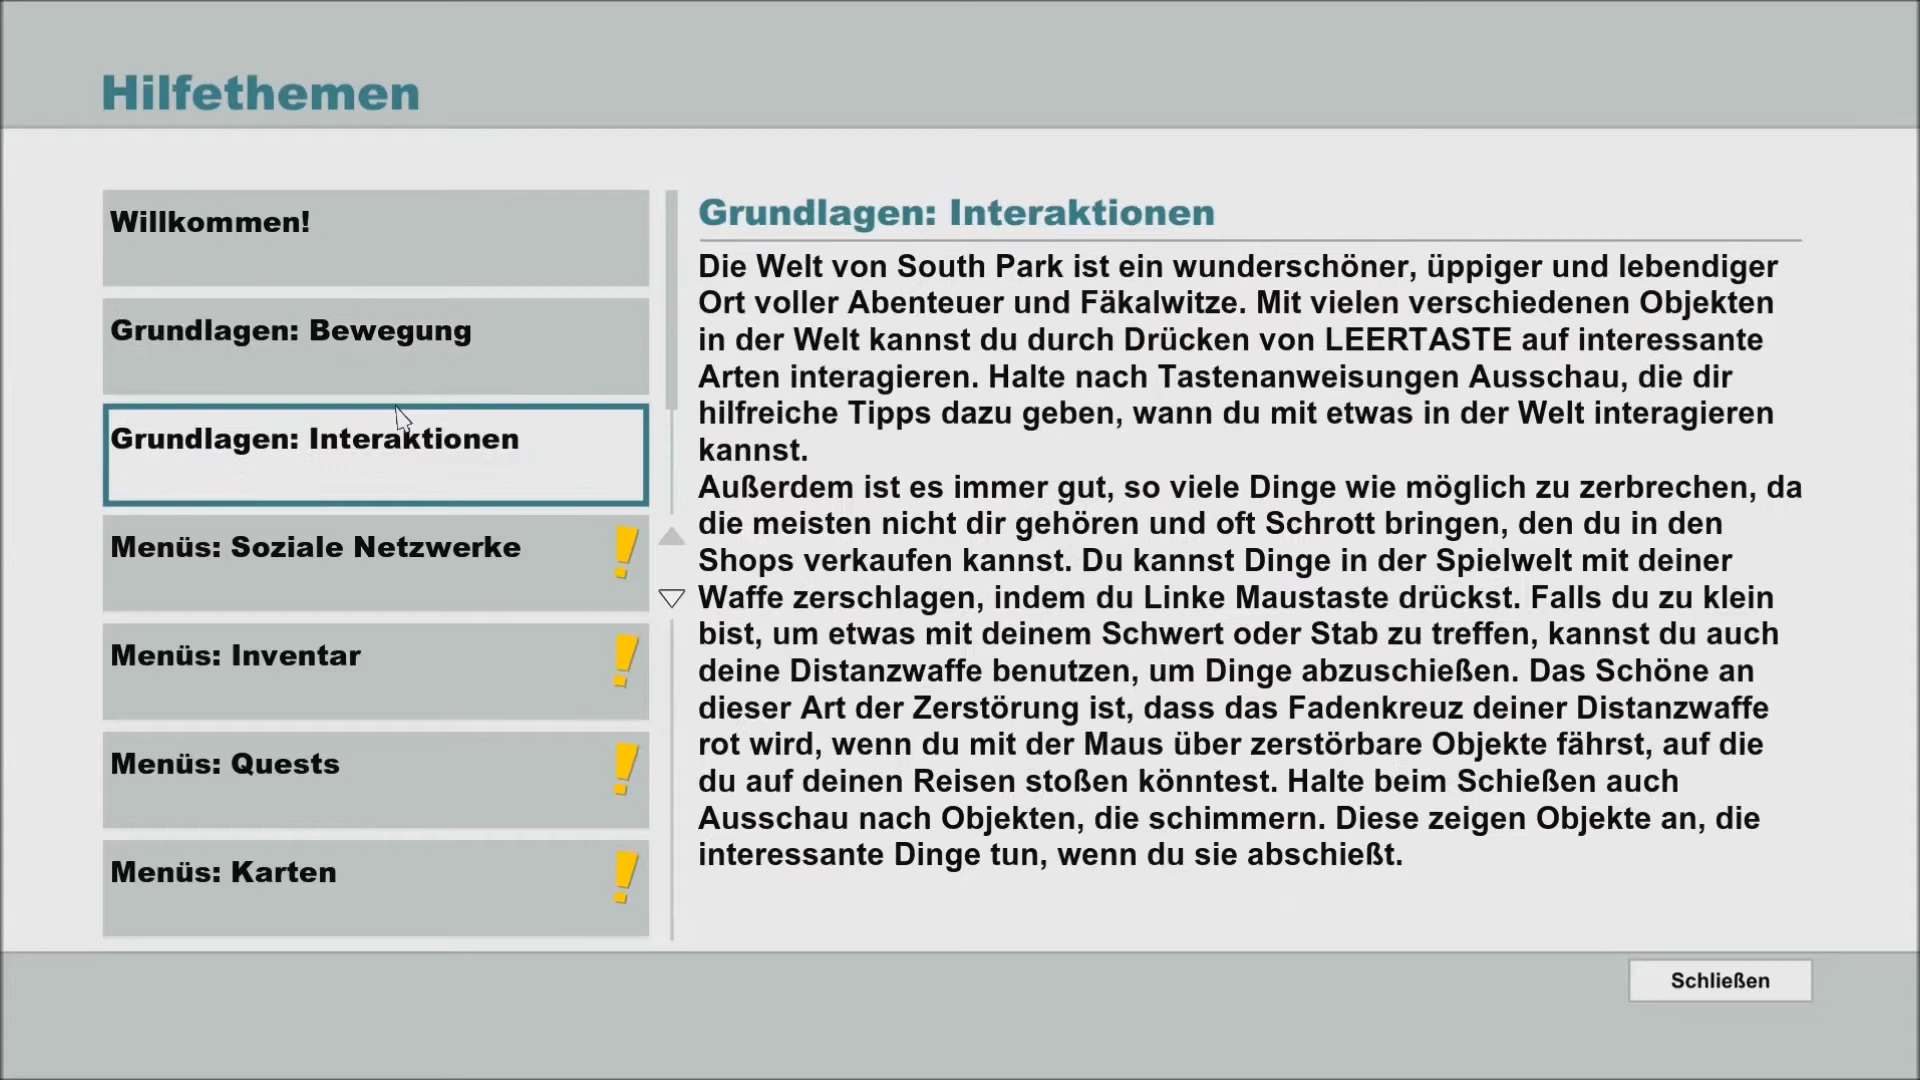 Hilfethemen
Willkommen!
Grundlagen: Bewegung
Grundlagen: Interaktionen
Menüs: Soziale Netzwerke
Menüs: Inventar
Menüs: Quests
Menüs: Karten
Grundlagen: Interaktionen
Die Welt von South Park ist ein wunderschöner, üppiger und lebendiger
Ort voller Abenteuer und Fäkalwitze. Mit vielen verschiedenen Objekten
in der Welt kannst du durch Drücken von LEERTASTE auf interessante
Arten interagieren. Halte nach Tastenanweisungen Ausschau, die dir
hilfreiche Tipps dazu geben, wann du mit etwas in der Welt interagieren
kannst.
Außerdem ist es immer gut, so viele Dinge wie möglich zu zerbrechen, da
die meisten nicht dir gehören und oft Schrott bringen, den du in den
Shops verkaufen kannst. Du kannst Dinge in der Spielwelt mit deiner
Waffe zerschlagen, indem du Linke Maustaste drückst. Falls du zu klein
bist, um etwas mit deinem Schwert oder Stab zu treffen, kannst du auch
deine Distanzwaffe benutzen, um Dinge abzuschießen. Das Schöne an
dieser Art der Zerstörung ist, dass das Fadenkreuz deiner Distanzwaffe
rot wird, wenn du mit der Maus über zerstörbare Objekte fährst, auf die
du auf deinen Reisen stoßen könntest. Halte beim Schießen auch
Ausschau nach Objekten, die schimmern. Diese zeigen Objekte an, die
interessante Dinge tun, wenn du sie abschießt.
Schließen